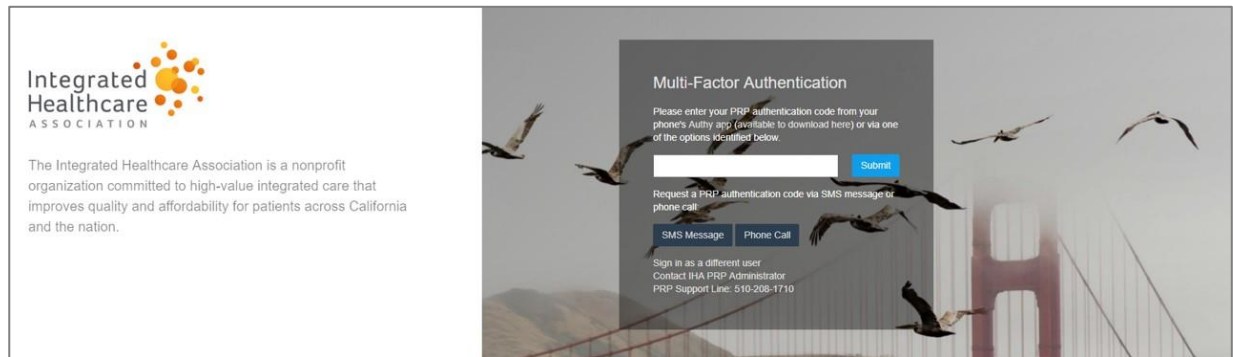 Integrated
Healthcare
ASSOCIATION
The Integrated Healthcare Association is a nonprofit
organization committed to high-value integrated care that
improves quality and affordability for patients across California
and the nation.
Multi-Factor Authentication
Please enter your PRP authentication code from your
phone's Authy app (available to download here) or via one
of the options identified below.
Submit
Request a PRP authentication code via SMS message or
phone call
SMS Message Phone Call
Sign in as a different user
Contact IHA PRP Administrator
PRP Support Line: 510-208-1710